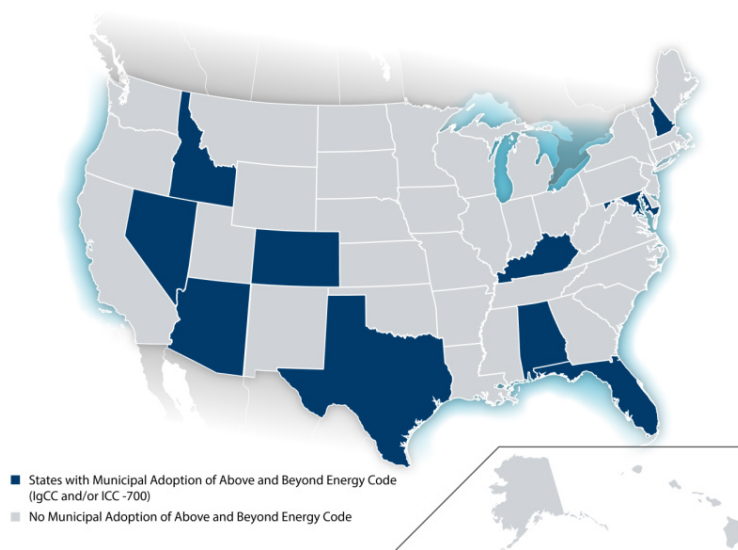 States with Municipal Adoption of Above and Beyond Energy Code
(IgCC and/or ICC -700)
No Municipal Adoption of Above and Beyond Energy Code